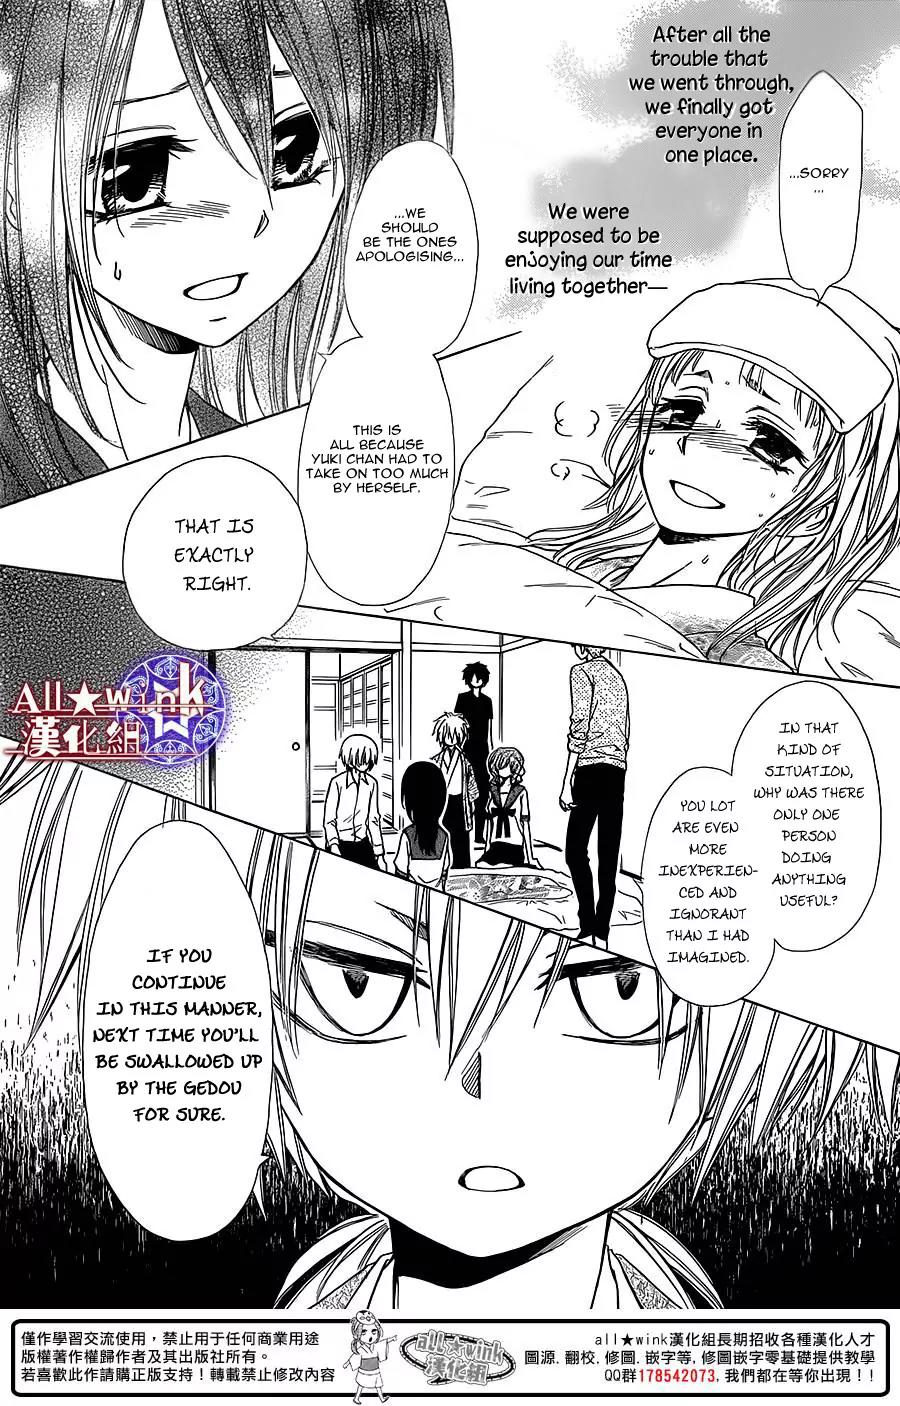 After all the
trouble that
we went through,
we finally got
everyone in
one place.
...SORRY
...
We were
supposed to be
enjoying our time
living together—
...WE
SHOULD
BE THE ONES
APOLOGISING...
THIS IS
ALL BECAUSE
YUKI CHAN HAD TO
TAKE ON TOO MUCH
BY HERSELF.
THAT IS
EXACTLY
RIGHT.
All★wink
漢化組
IN THAT
KIND OF
SITUATION,
WHY WAS THERE
ONLY ONE
PERSON
DOING
ANYTHING
USEFUL?
YOU LOT
ARE EVEN
MORE
INEXPERIEN-
CED AND
IGNORANT
THAN I HAD
IMAGINED.
IF YOU
CONTINUE
IN THIS MANNER,
NEXT TIME YOU'LL
BE SWALLOWED UP
BY THE GEDOU
FOR SURE.
僅作學習交流使用，禁止用于任何商業用途
版權著作權歸作者及其出版社所有。
若喜歡此作請購正版支持！轉載禁止修改內容
all★wink
漢化組
all★wink漢化組長期招收各種漢化人才
圖源.翻校.修圖.嵌字等,修圖嵌字零基礎提供教學
QQ群178542073,我們都在等你出現！！